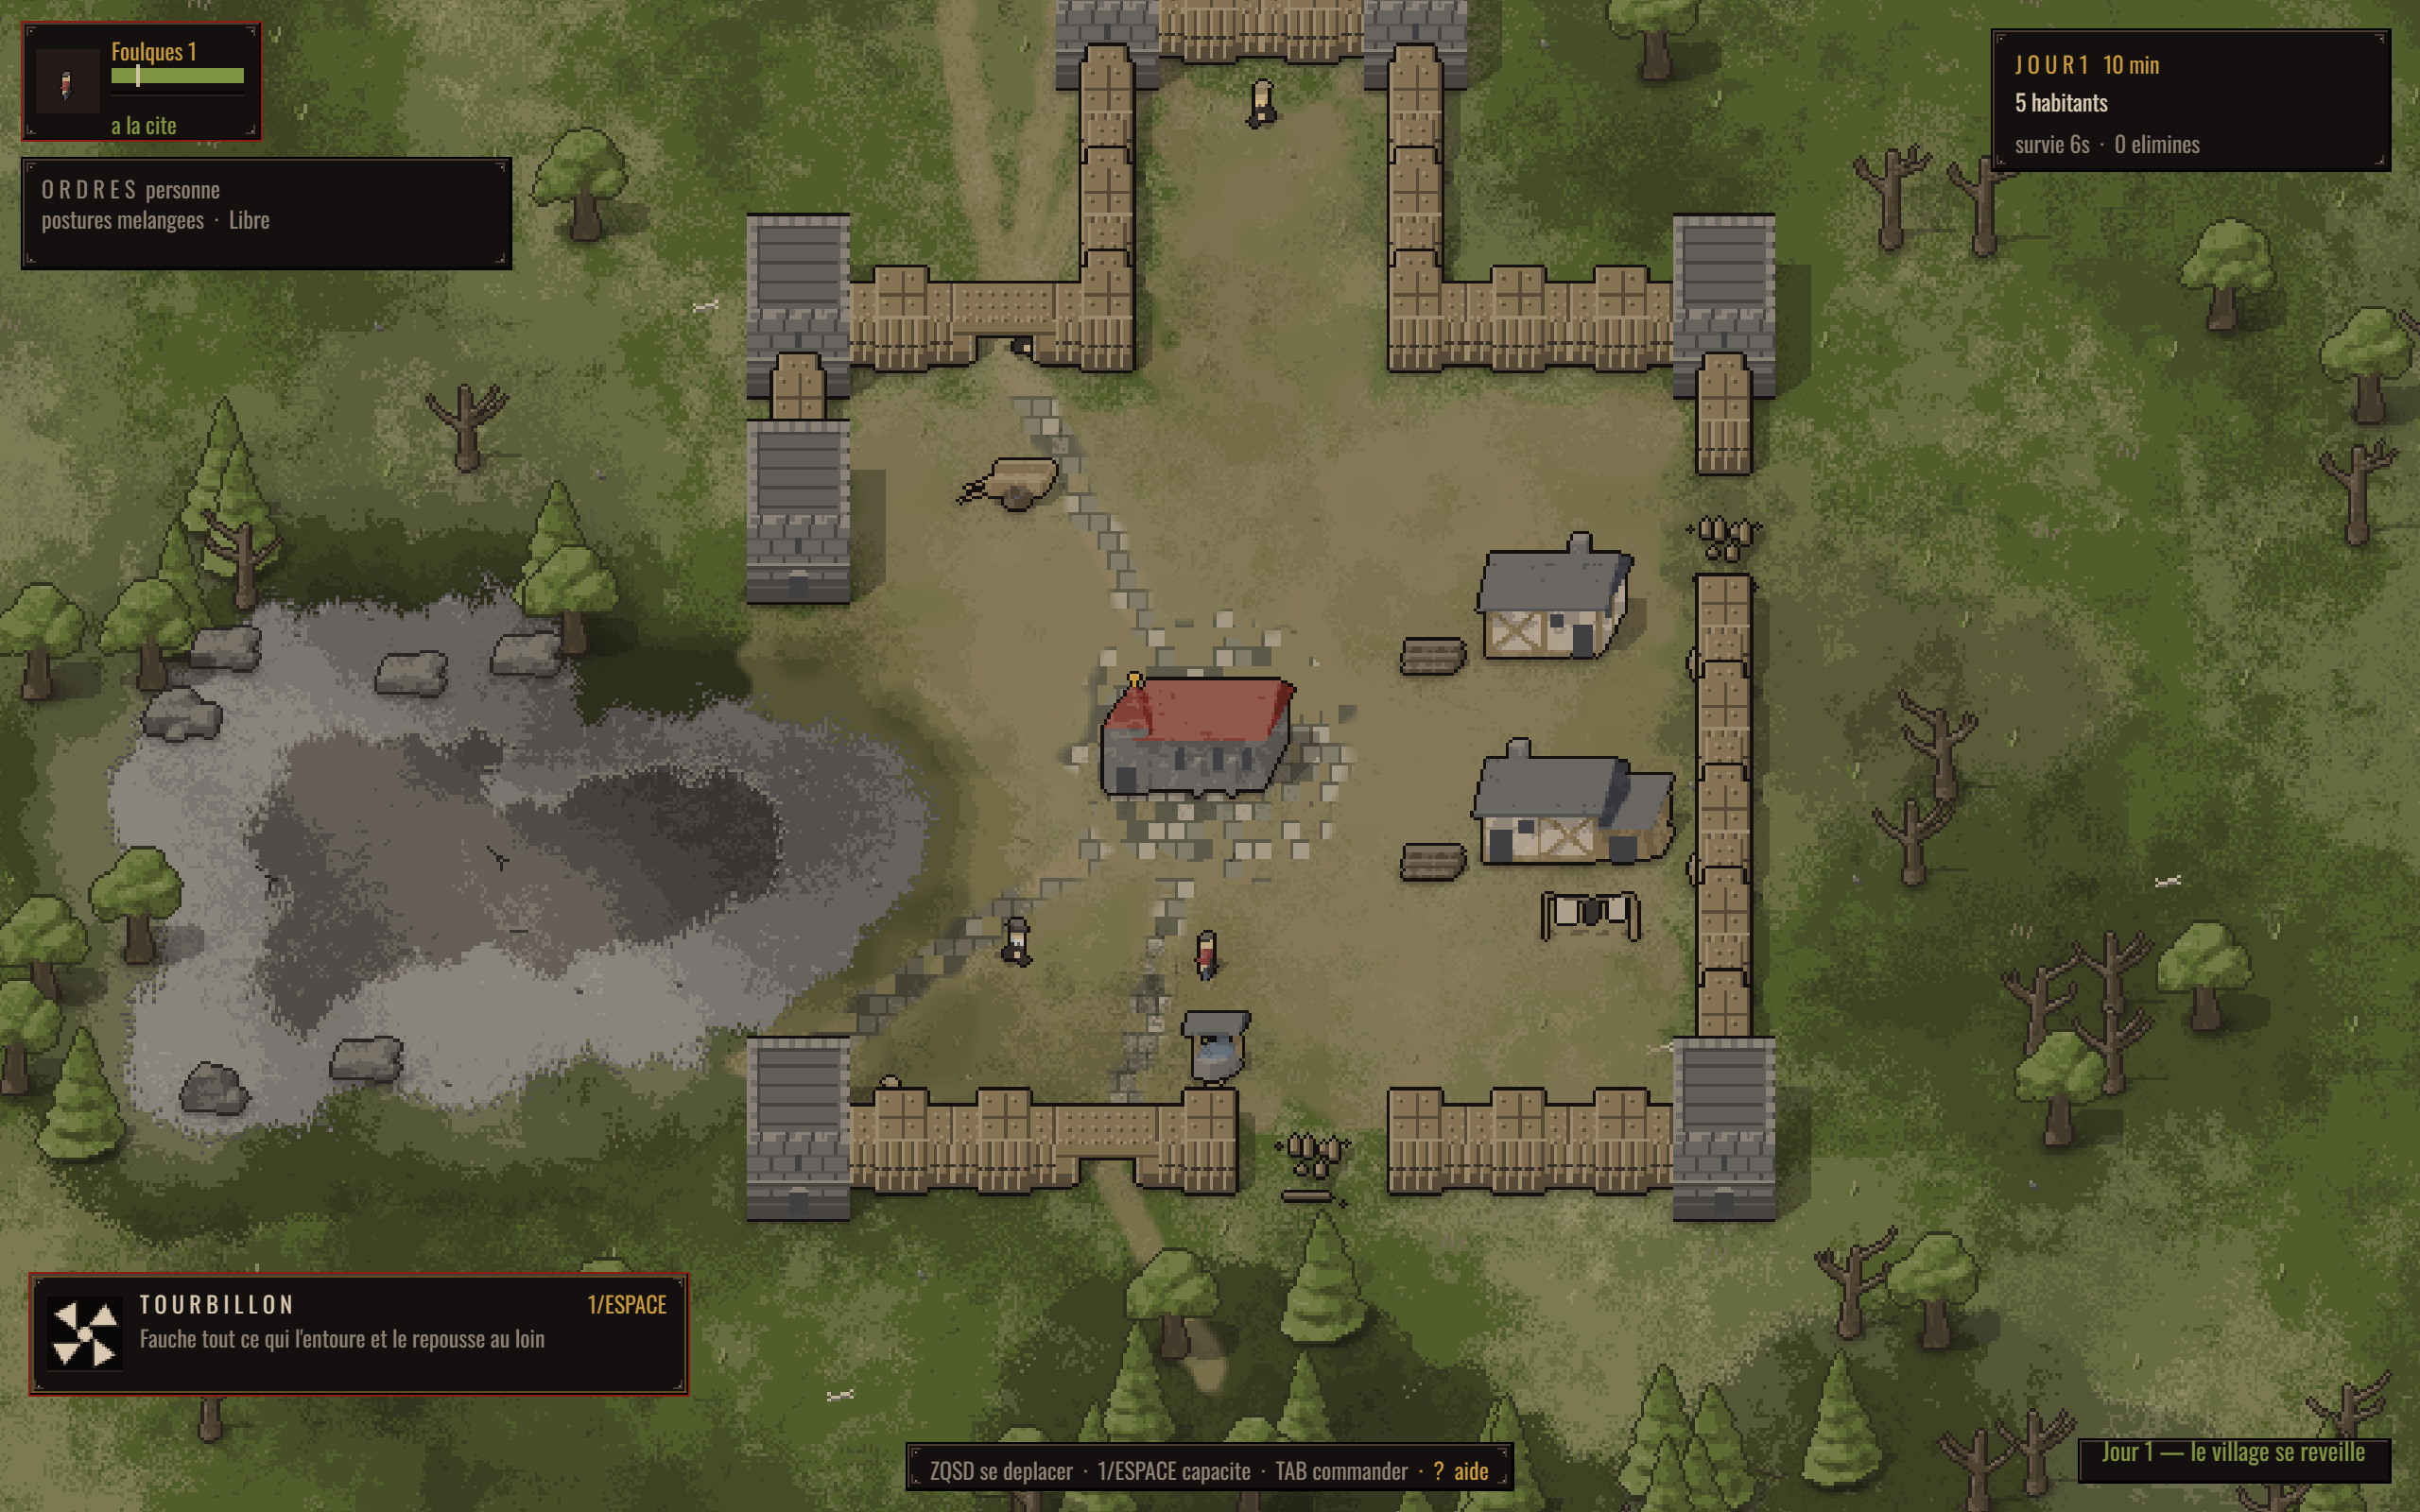 Foulques 1
a la cite
ORDRES personne
postures melangees · Libre
JOUR1 10 min
5 habitants
survie 6s · 0 elimines
TOURBILLON 1/ESPACE
Fauche tout ce qui l'entoure et le repousse au loin
ZQSD se deplacer · 1/ESPACE capacite · TAB commander · ? aide
Jour 1 — le village se reveille